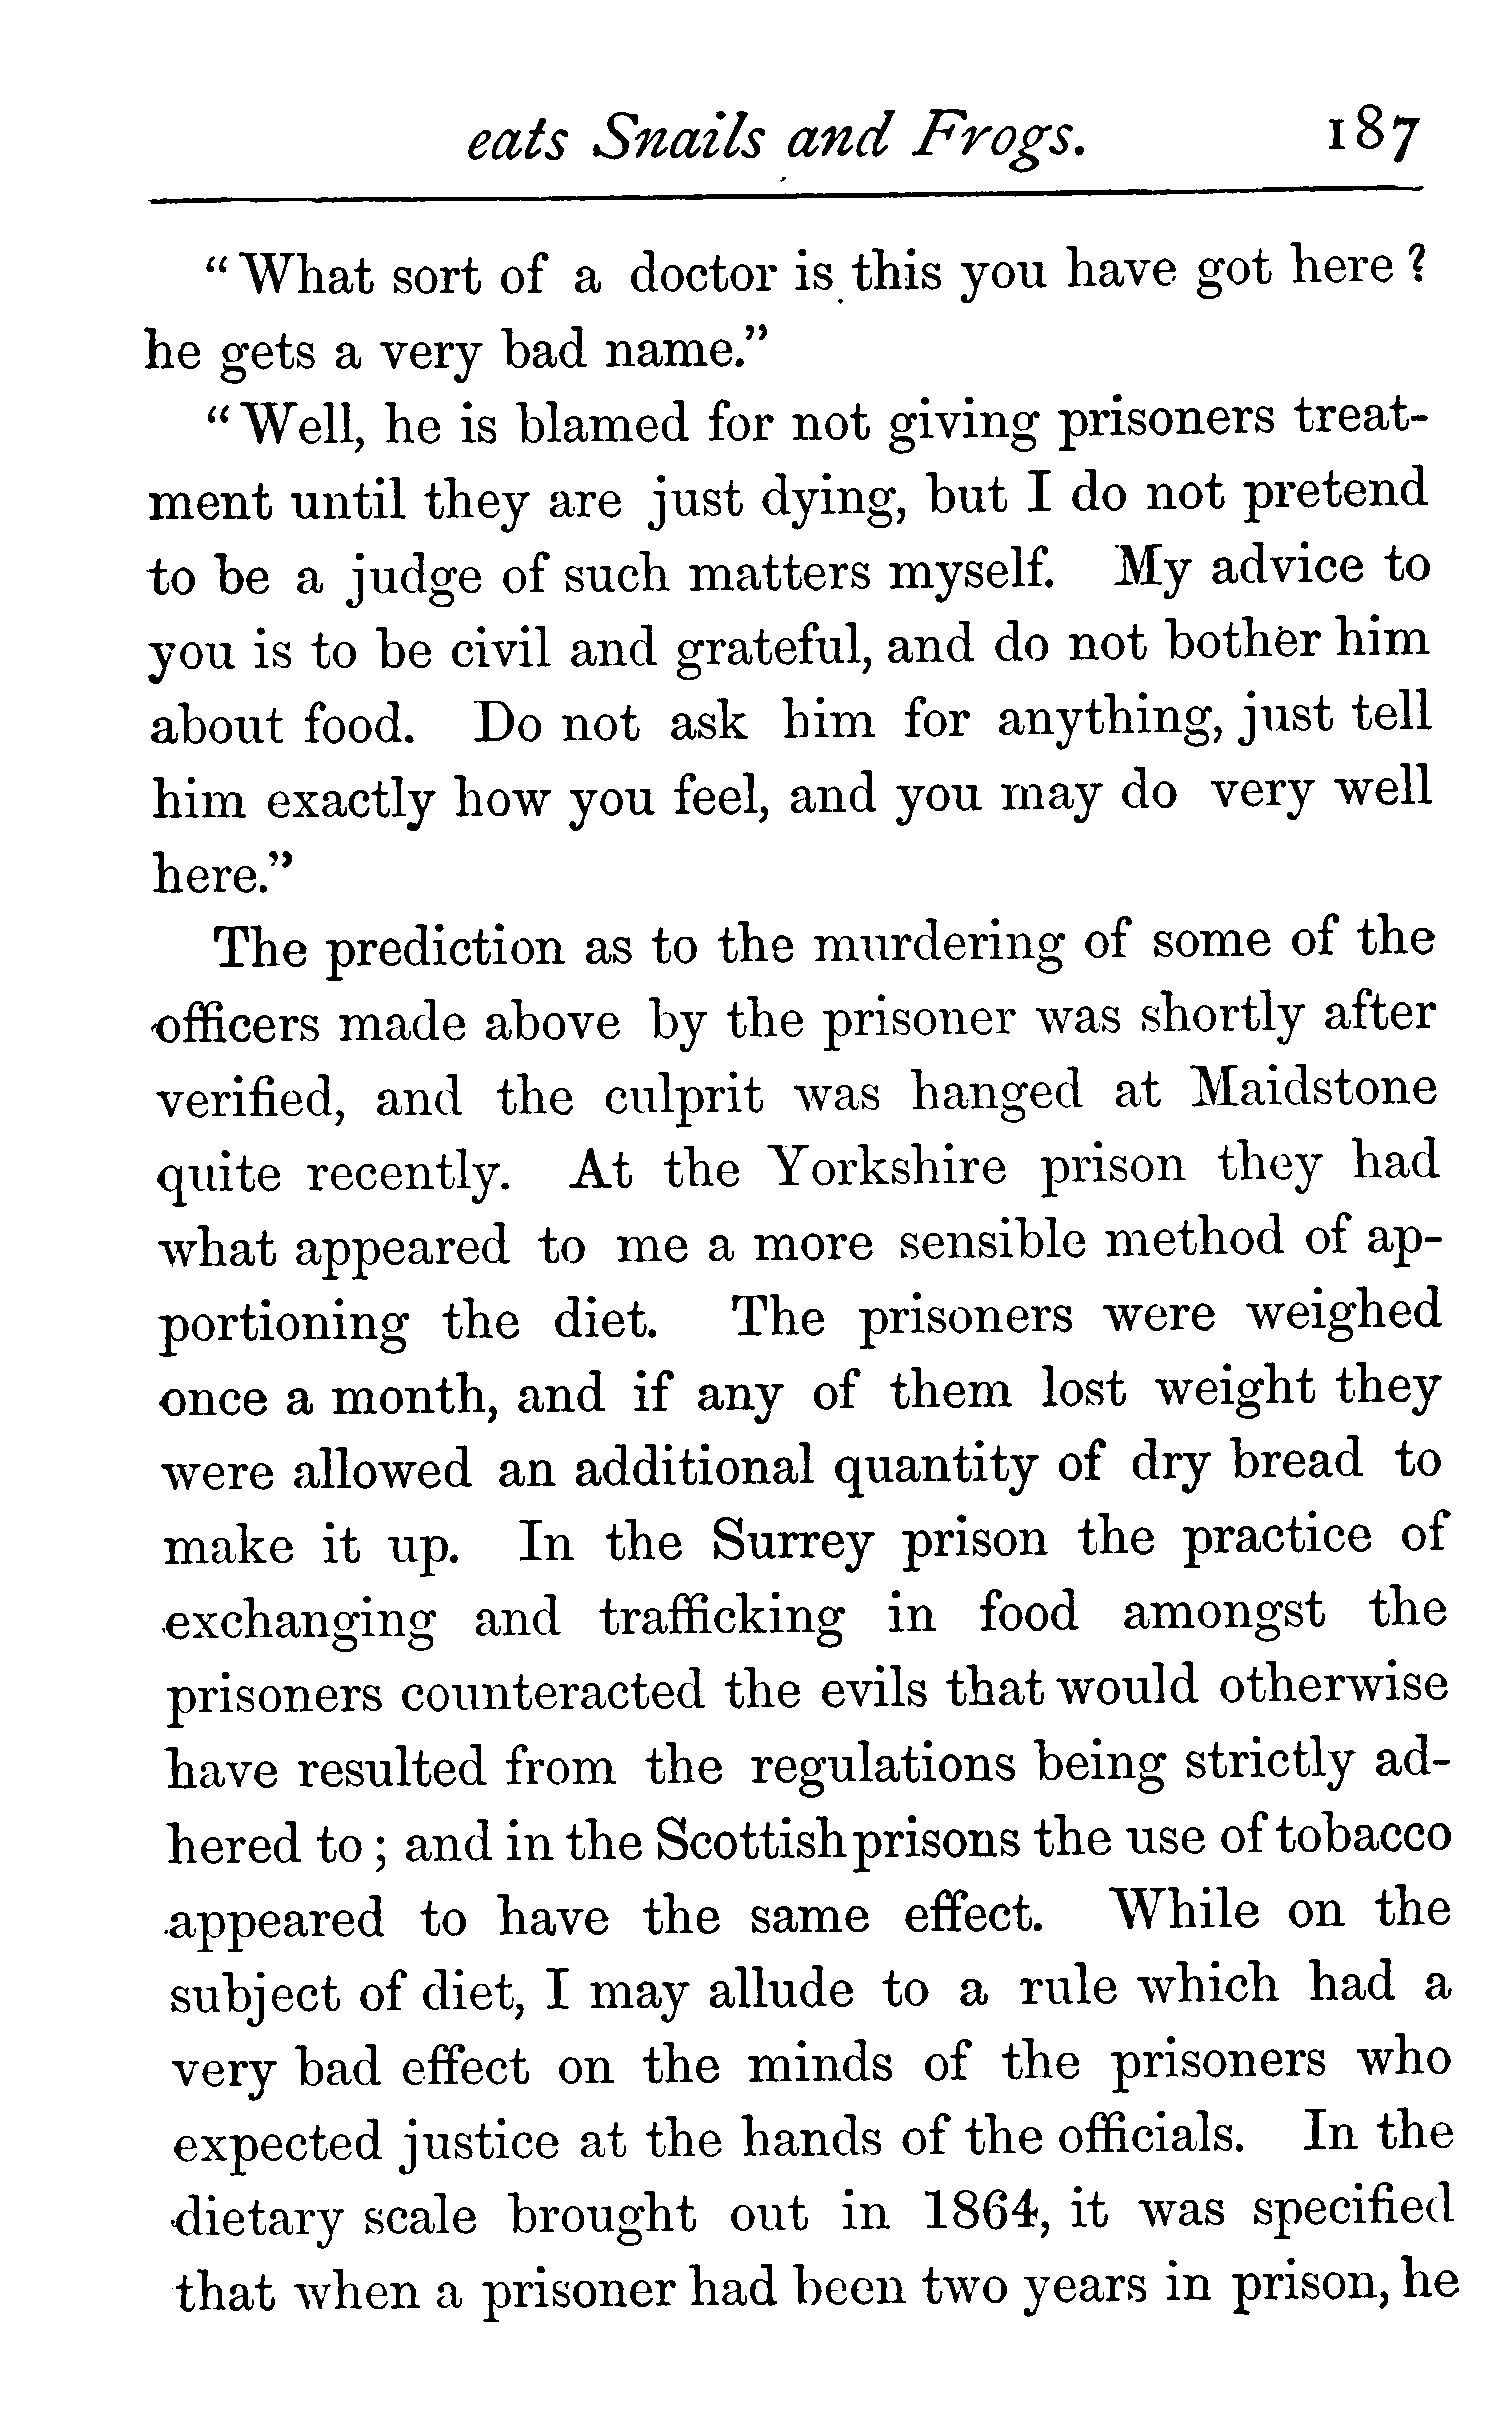 eats Snails and Frogs. 187
“What sort of a doctor is this you have got here?
he gets a very bad name.”
“Well, he is blamed for not giving prisoners treat-
ment until they are just dying, but I do not pretend
to be a judge of such matters myself. My advice to
you is to be civil and grateful, and do not bother him
about food. Do not ask him for anything, just tell
him exactly how you feel, and you may do very well
here.”
The prediction as to the murdering of some of the
officers made above by the prisoner was shortly after
verified, and the culprit was hanged at Maidstone
quite recently. At the Yorkshire prison they had
what appeared to me a more sensible method of ap-
portioning the diet. The prisoners were weighed
once a month, and if any of them lost weight they
were allowed an additional quantity of dry bread to
make it up. In the Surrey prison the practice of
exchanging and trafficking in food amongst the
prisoners counteracted the evils that would otherwise
have resulted from the regulations being strictly ad-
hered to; and in the Scottish prisons the use of tobacco
appeared to have the same effect. While on the
subject of diet, I may allude to a rule which had a
very bad effect on the minds of the prisoners who
expected justice at the hands of the officials. In the
dietary scale brought out in 1864, it was specified
that when a prisoner had been two years in prison, he